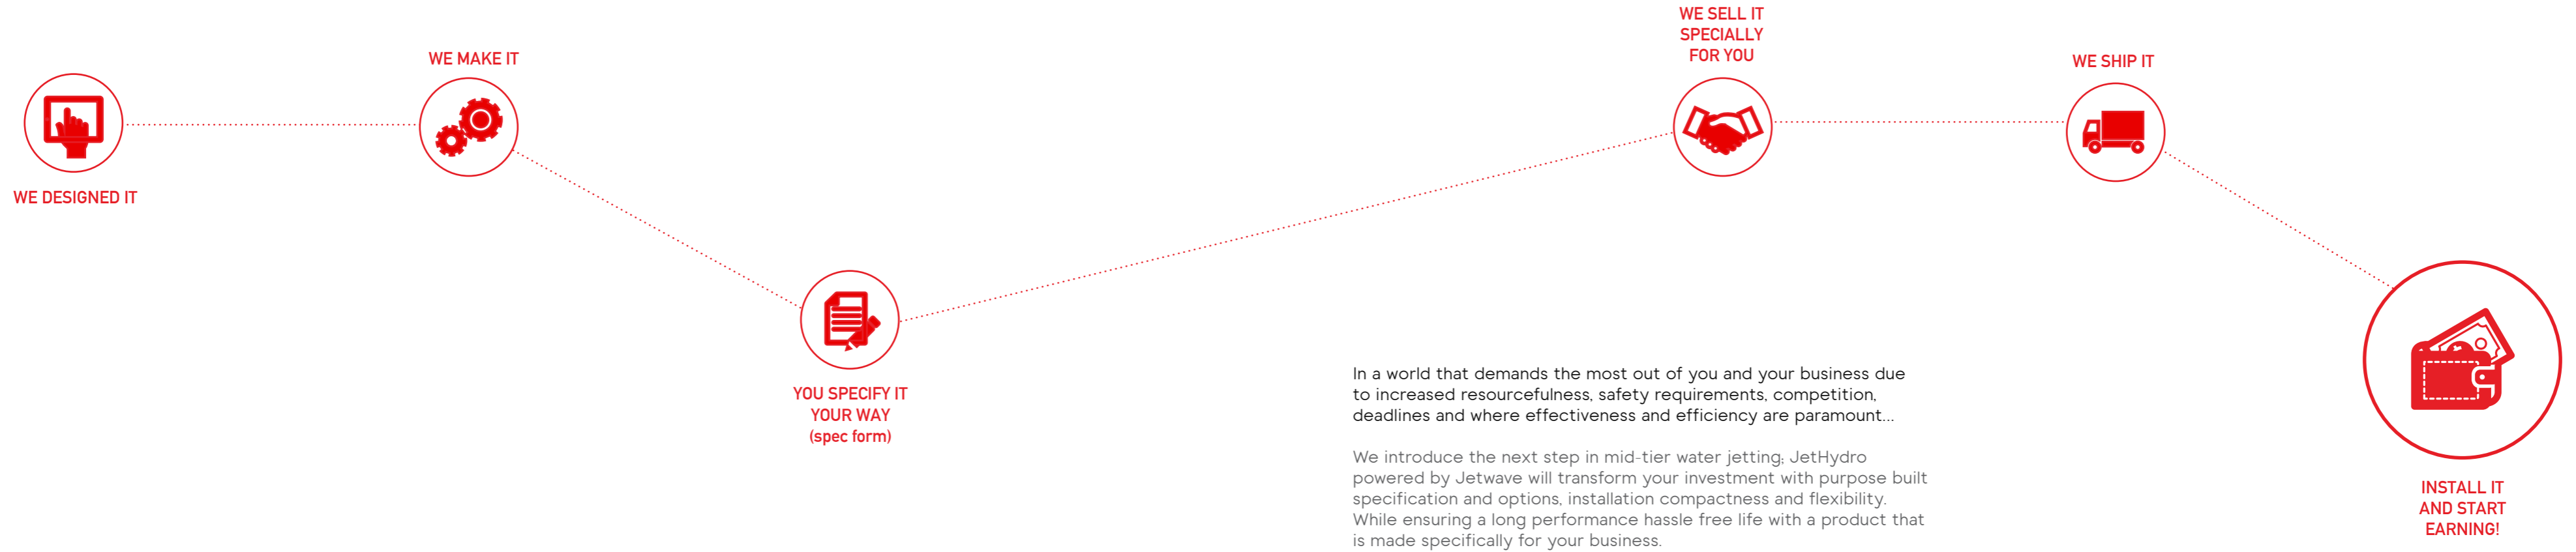 WE DESIGNED IT
WE MAKE IT
YOU SPECIFY IT
YOUR WAY
(spec form)
WE SELL IT
SPECIALLY
FOR YOU
WE SHIP IT
INSTALL IT
AND START
EARNING!
In a world that demands the most out of you and your business due
to increased resourcefulness, safety requirements, competition,
deadlines and where effectiveness and efficiency are paramount...
We introduce the next step in mid-tier water jetting; JetHydro
powered by Jetwave will transform your investment with purpose built
specification and options, installation compactness and flexibility.
While ensuring a long performance hassle free life with a product that
is made specifically for your business.